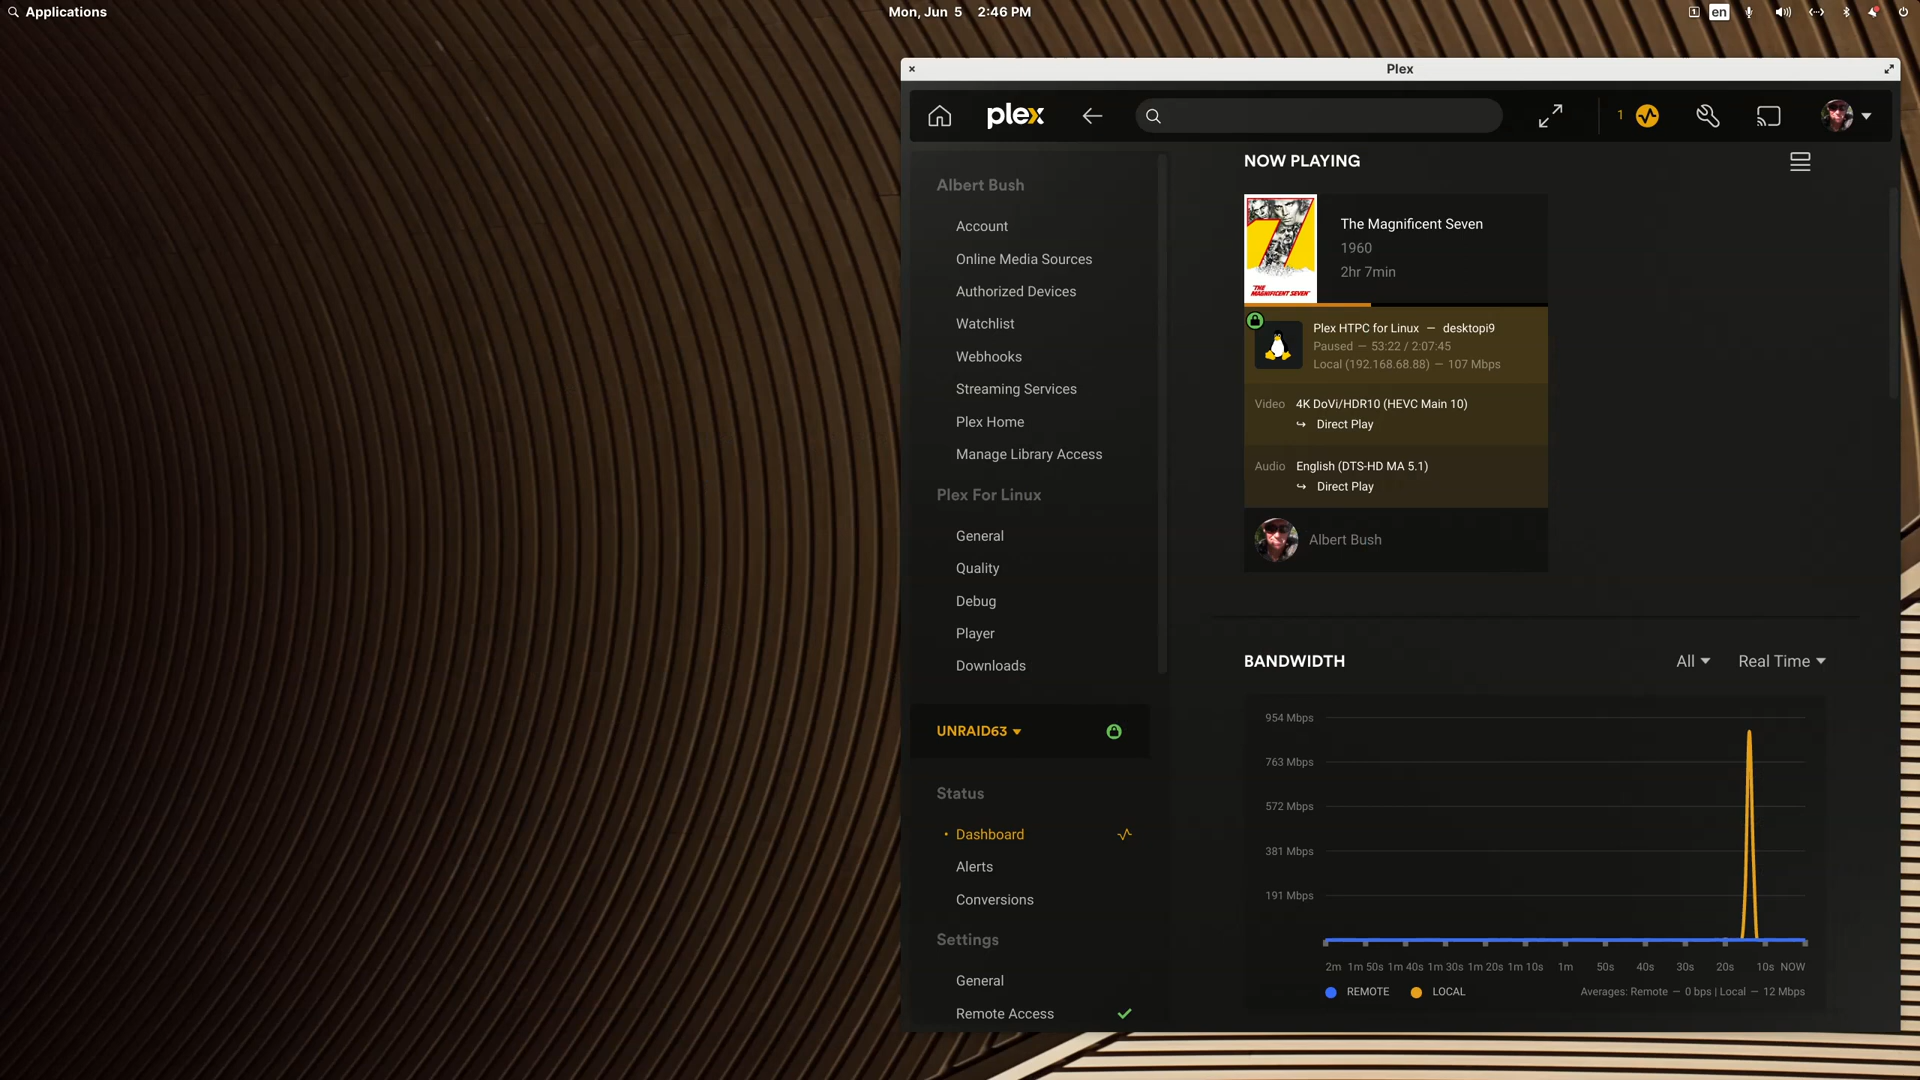 Applications
Mon, Jun 5 2:46 PM
1
en
Plex
plex
1
Albert Bush
Account
Online Media Sources
Authorized Devices
Watchlist
Webhooks
Streaming Services
Plex Home
Manage Library Access
Plex For Linux
General
Quality
Debug
Player
Downloads
UNRAID63
Status
Dashboard
Alerts
Conversions
Settings
General
Remote Access
NOW PLAYING
7
THE
MAGNIFICENT SEVEN
The Magnificent Seven
1960
2hr 7min
Plex HTPC for Linux — desktopi9
Paused — 53:22 / 2:07:45
Local (192.168.68.88) — 107 Mbps
Video 4K DoVi/HDR10 (HEVC Main 10)
Direct Play
Audio English (DTS-HD MA 5.1)
Direct Play
Albert Bush
BANDWIDTH
All Real Time
954 Mbps
763 Mbps
572 Mbps
381 Mbps
191 Mbps
2m 1m 50s 1m 40s 1m 30s 1m 20s 1m 10s 1m 50s 40s 30s 20s 10s NOW
REMOTE LOCAL Averages: Remote — 0 bps | Local — 12 Mbps